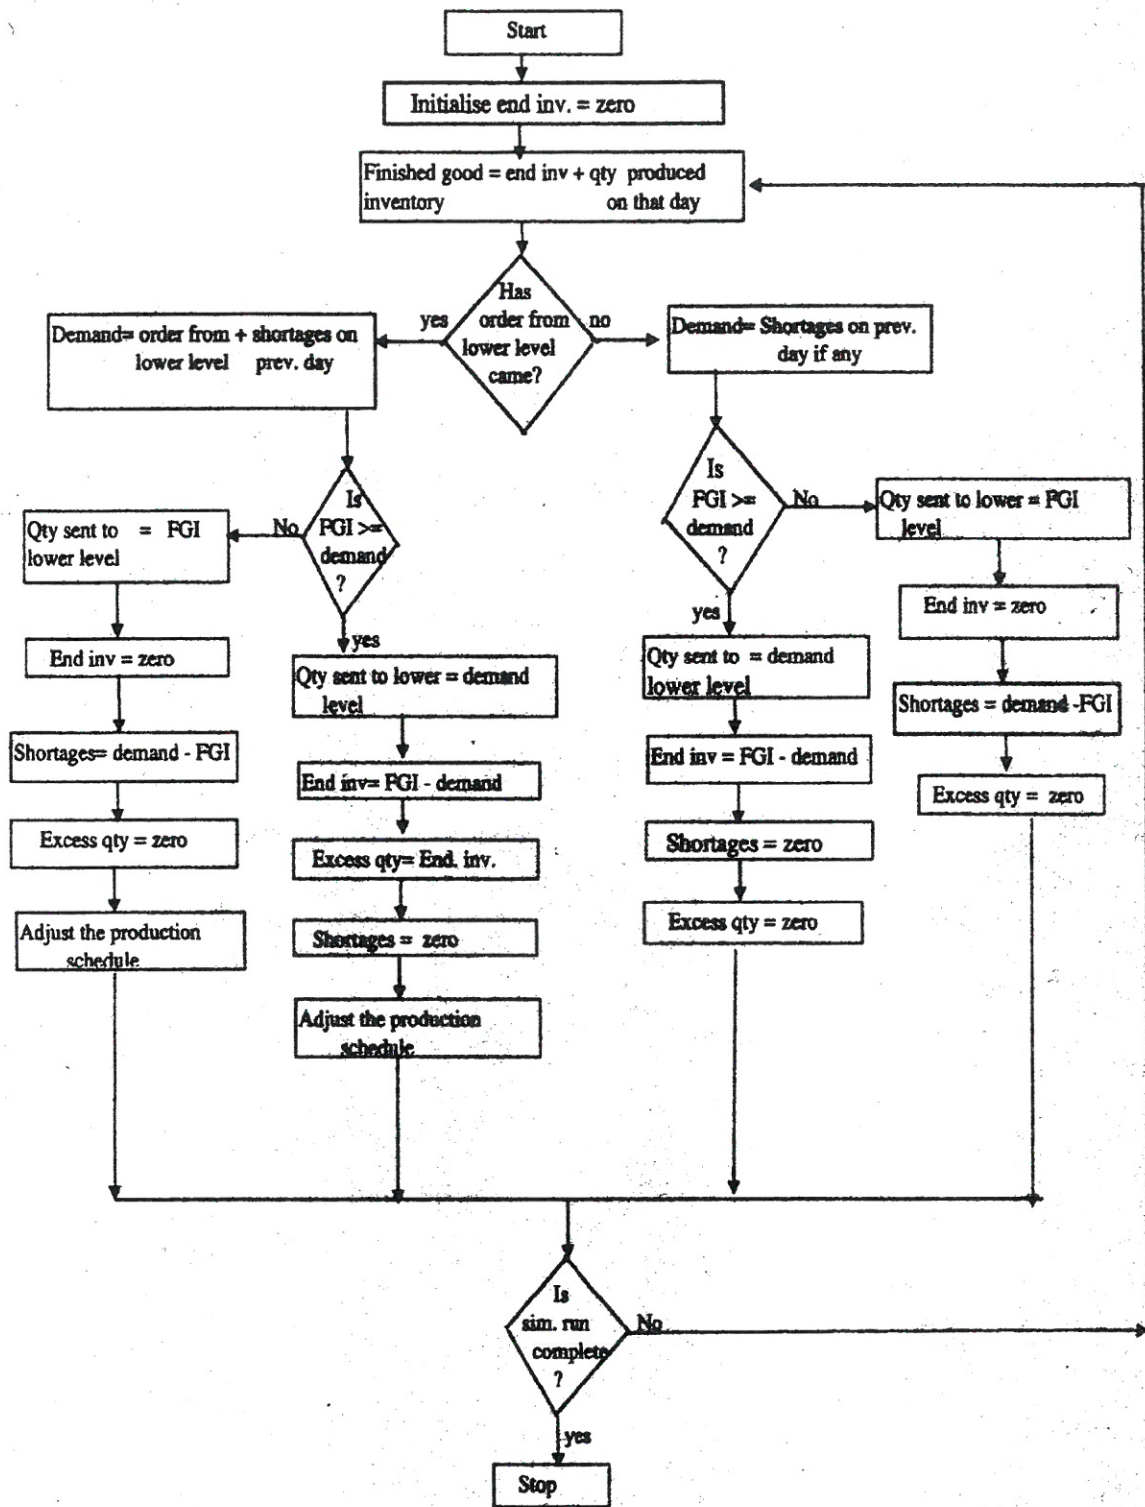 Start
Initialise end inv. = zero
Finished good = end inv + qty produced
inventory on that day
Has
order from
lower level
came?
yes
no
Demand= order from + shortages on
lower level prev. day
Demand= Shortages on prev.
day if any
Is
FGI >=
demand
?
No
yes
Qty sent to = FGI
lower level
End inv = zero
Shortages= demand - FGI
Excess qty = zero
Adjust the production
schedule
Qty sent to lower = demand
level
End inv= FGI - demand
Excess qty= End. inv.
Shortages = zero
Adjust the production
schedule
Is
FGI >=
demand
?
No
yes
Qty sent to = demand
lower level
End inv = FGI - demand
Shortages = zero
Excess qty = zero
Qty sent to lower = FGI
level
End inv = zero
Shortages = demand -FGI
Excess qty = zero
Is
sim. run
complete
?
No
yes
Stop